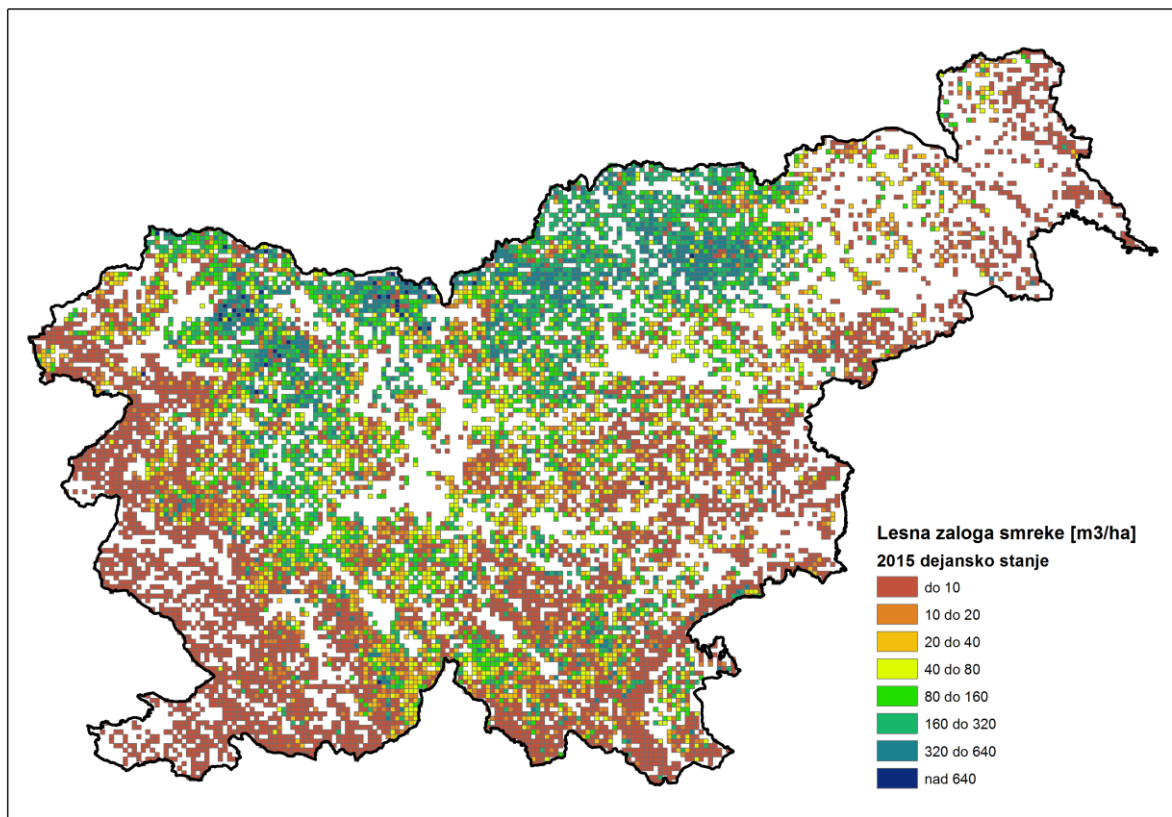 Lesna zaloga smreke [m3/ha]
2015 dejansko stanje
do 10
10 do 20
20 do 40
40 do 80
80 do 160
160 do 320
320 do 640
nad 640